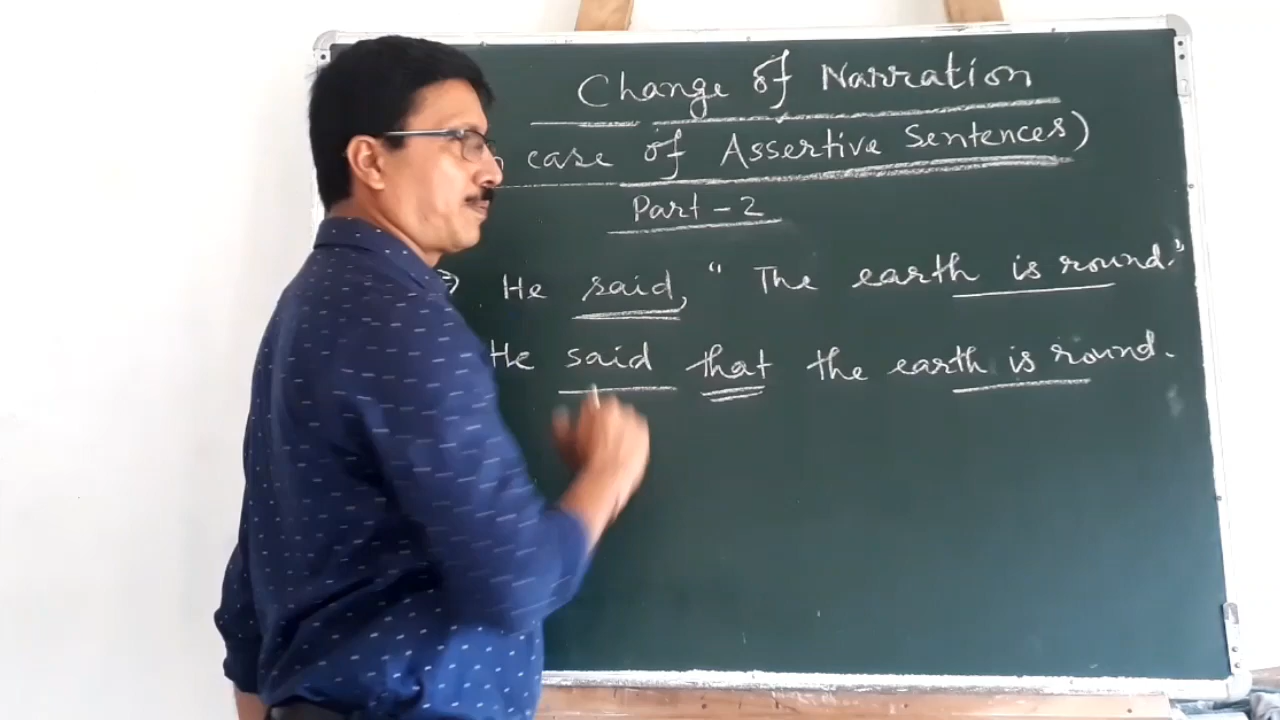 Change of Narration
case of Assertive Sentences)
Part - 2
⇒ He said, "The earth is round."
He said that the earth is round.